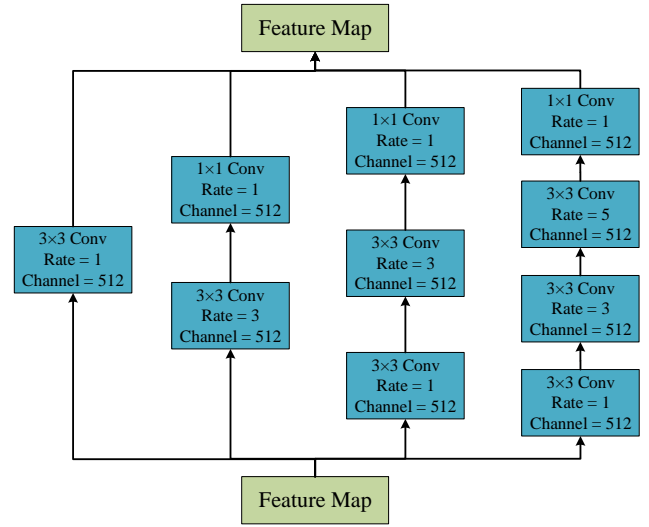 Feature Map
3×3 Conv
Rate = 1
Channel = 512
1×1 Conv
Rate = 1
Channel = 512
3×3 Conv
Rate = 3
Channel = 512
1×1 Conv
Rate = 1
Channel = 512
3×3 Conv
Rate = 3
Channel = 512
3×3 Conv
Rate = 1
Channel = 512
1×1 Conv
Rate = 1
Channel = 512
3×3 Conv
Rate = 5
Channel = 512
3×3 Conv
Rate = 3
Channel = 512
3×3 Conv
Rate = 1
Channel = 512
Feature Map